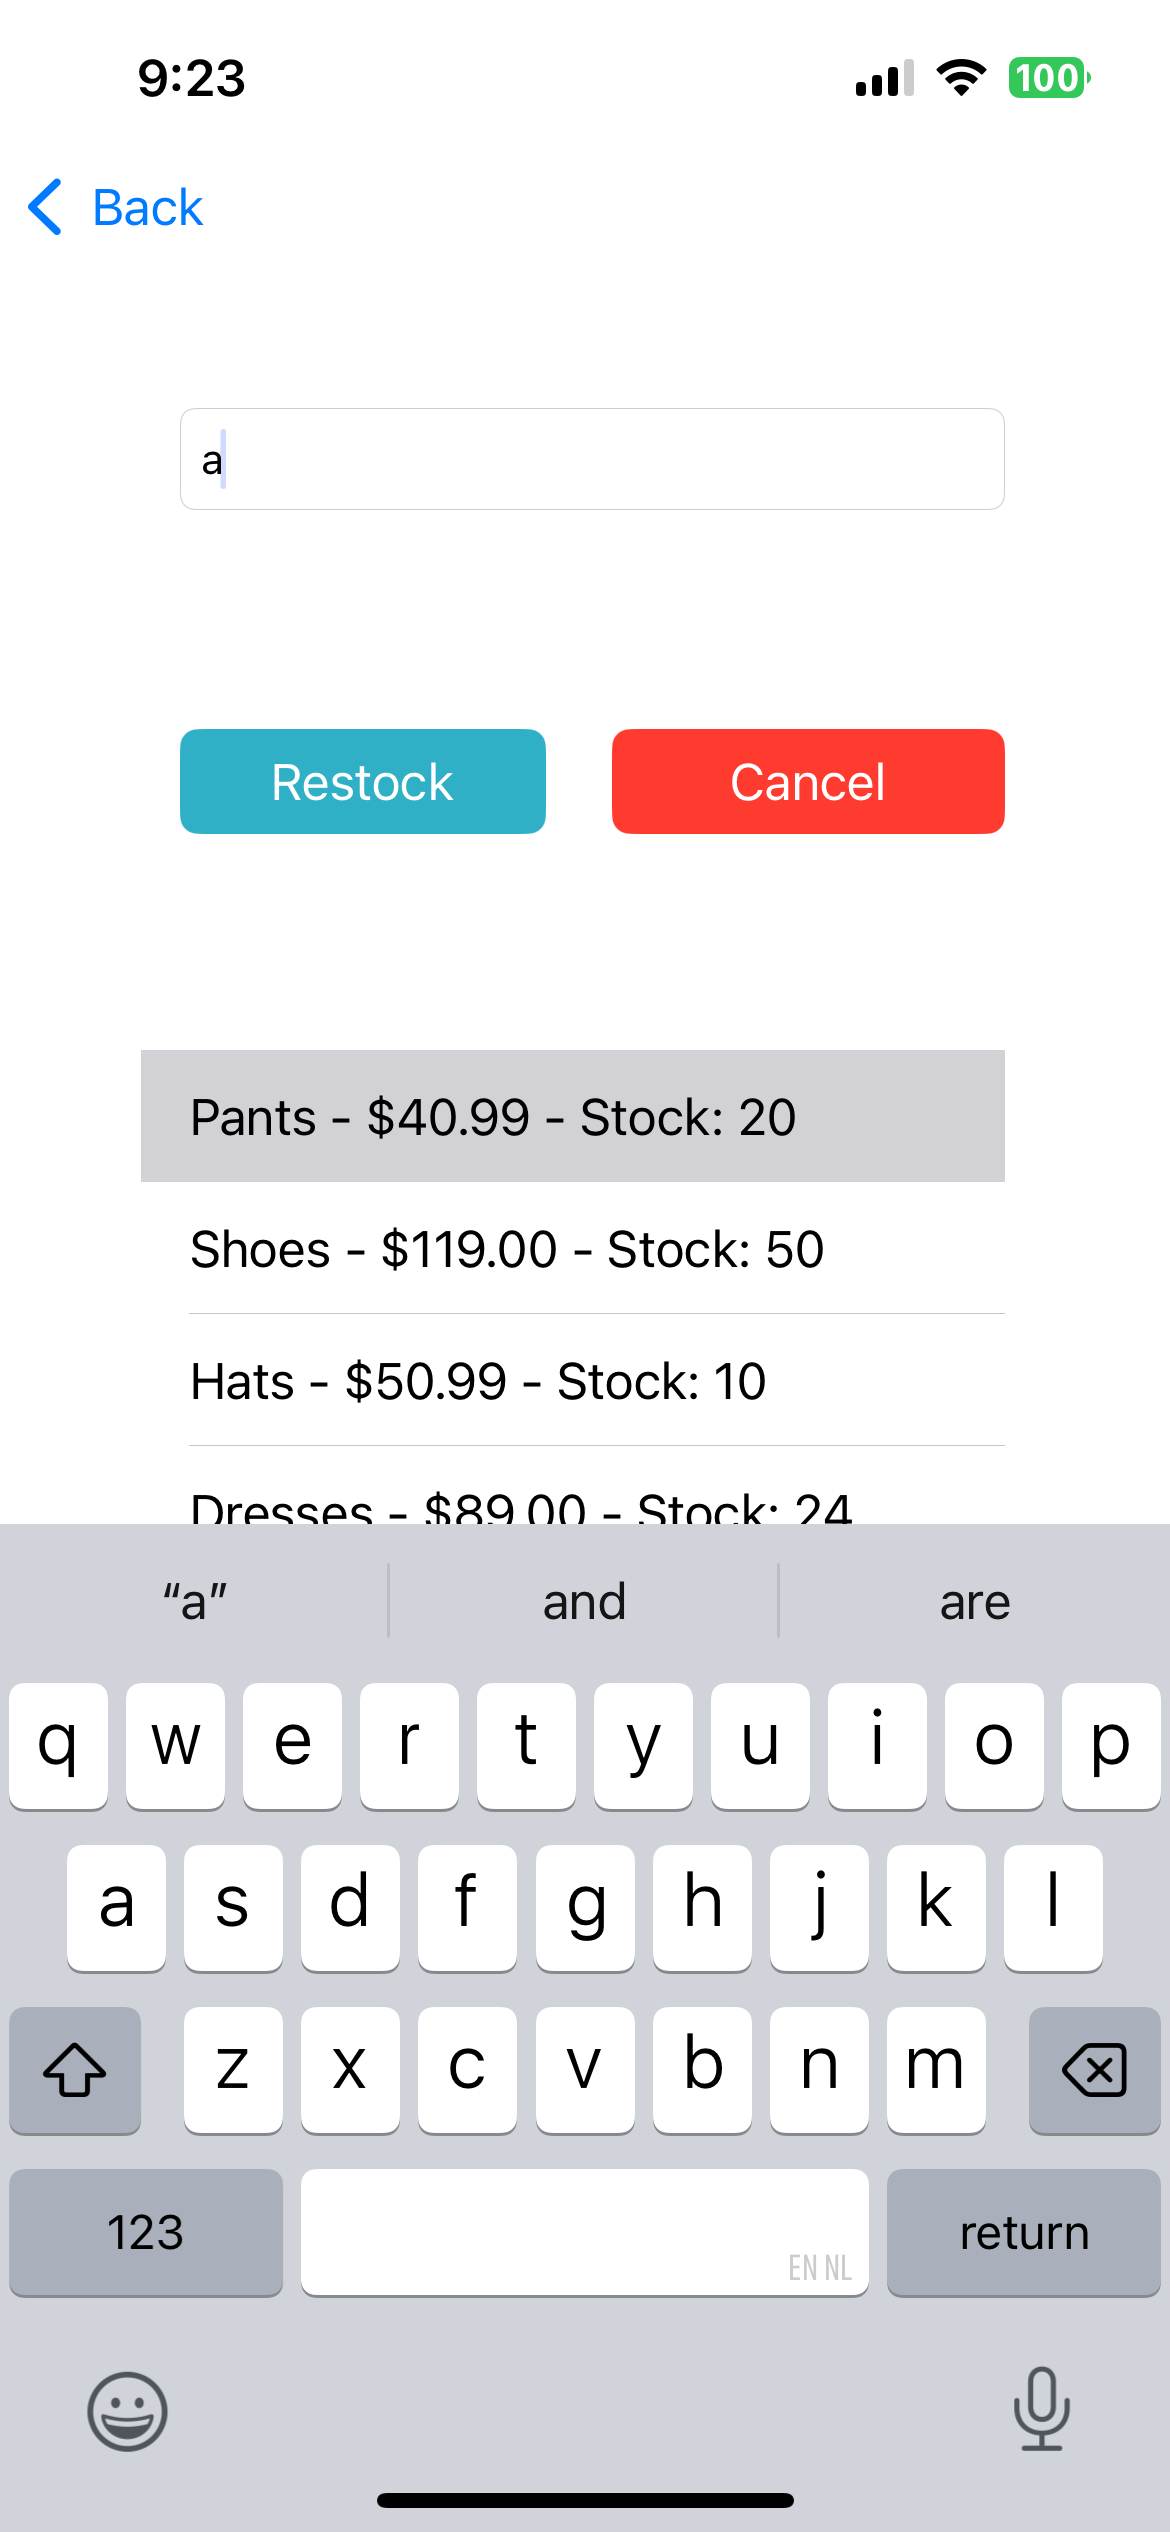 9:23
100
Back
a
Restock
Cancel
Pants - $40.99 - Stock: 20
Shoes - $119.00 - Stock: 50
Hats - $50.99 - Stock: 10
Dresses - $89.00 - Stock: 24
“a”
and
are
q w e r t y u i o p
a s d f g h j k l
z x c v b n m
123
EN NL
return